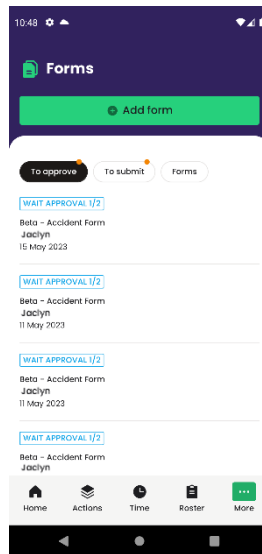 10:48
Forms
Add form
To approve To submit Forms
WAIT APPROVAL 1/2
Beta - Accident Form
Jaclyn
15 May 2023
WAIT APPROVAL 1/2
Beta - Accident Form
Jaclyn
11 May 2023
WAIT APPROVAL 1/2
Beta - Accident Form
Jaclyn
11 May 2023
WAIT APPROVAL 1/2
Beta - Accident Form
Jaclyn
Home Actions Time Roster More